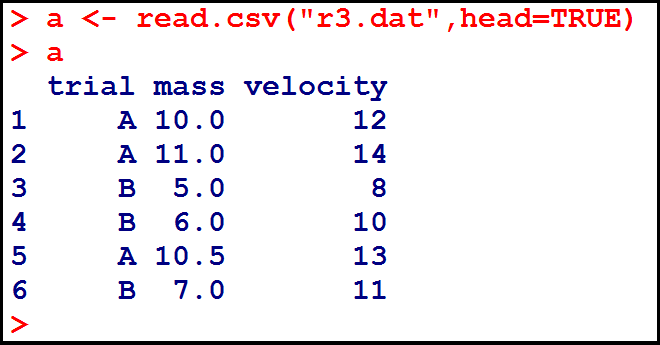 > a <- read.csv("r3.dat",head=TRUE)
> a
  trial mass velocity
1     A 10.0       12
2     A 11.0       14
3     B  5.0        8
4     B  6.0       10
5     A 10.5       13
6     B  7.0       11
>